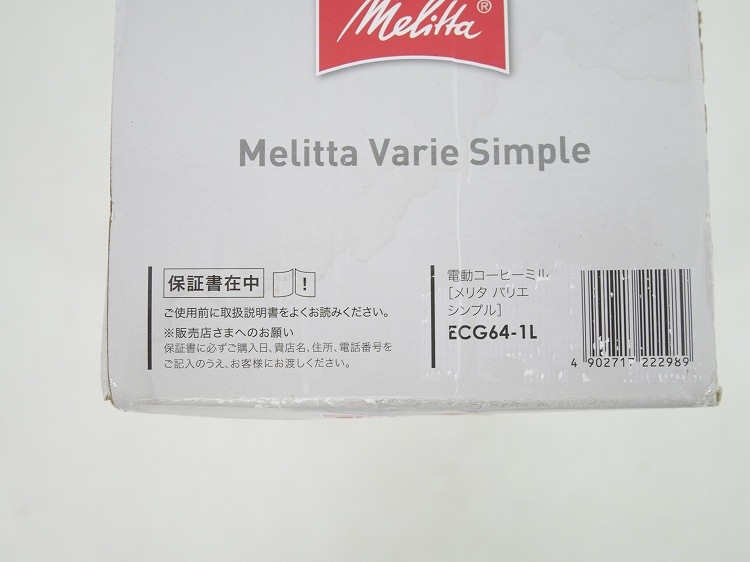 Melitta®
Melitta Varie Simple
保証書在中
ご使用前に取扱説明書をよくお読みください。
※販売店さまへのお願い
保証書に必ずご購入日、貴店名、住所、電話番号を
ご記入のうえ、お客様にお渡しください。
電動コーヒーミル
[メリタ バリエ
シンプル]
ECG64-1L
4 902717 222989